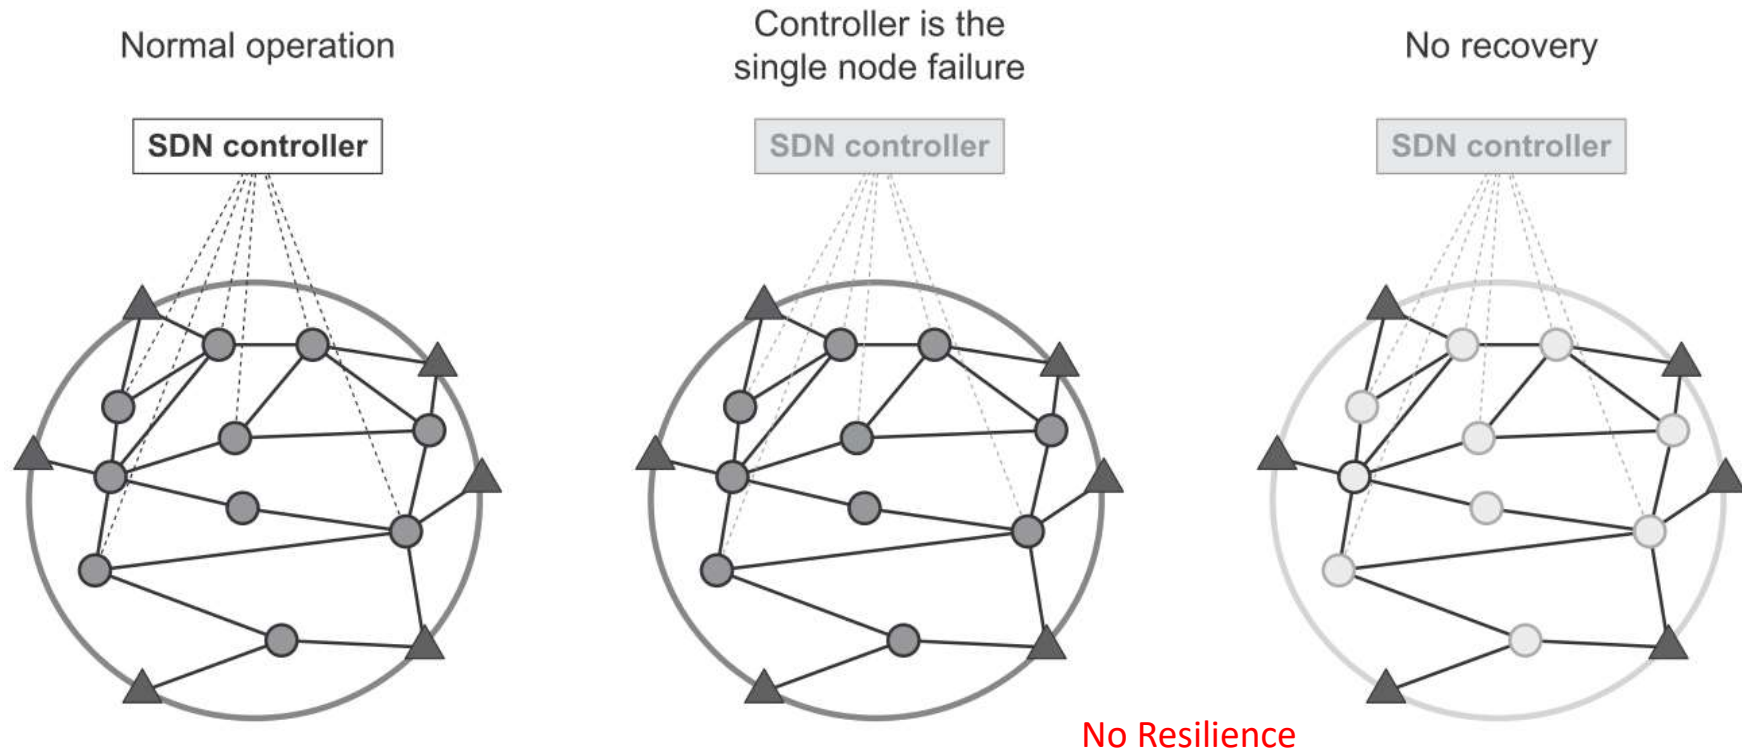 Normal operation
Controller is the
single node failure
No recovery
SDN controller
SDN controller
SDN controller
No Resilience